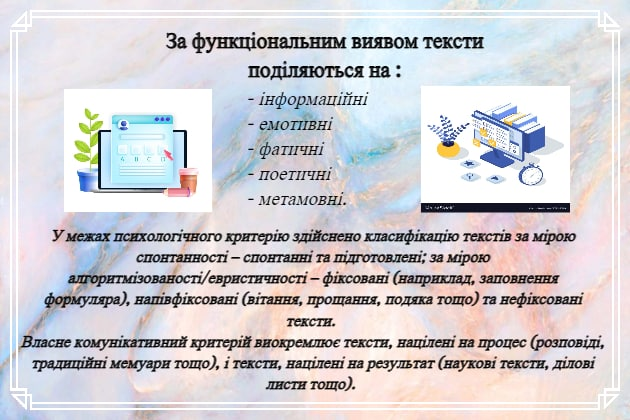 За функціональним виявом тексти
поділяються на :
- інформаційні
- емотивні
- фатичні
- поетичні
- метамовні.
A B C D
У межах психологічного критерію здійснено класифікацію текстів за мірою
спонтанності – спонтанні та підготовлені; за мірою
алгоритмізованості/евристичності – фіксовані (наприклад, заповнення
формуляра), напівфіксовані (вітання, прощання, подяка тощо) та нефіксовані
тексти.
Власне комунікативний критерій виокремлює тексти, націлені на процес (розповіді,
традиційні мемуари тощо), і тексти, націлені на результат (наукові тексти, ділові
листи тощо).